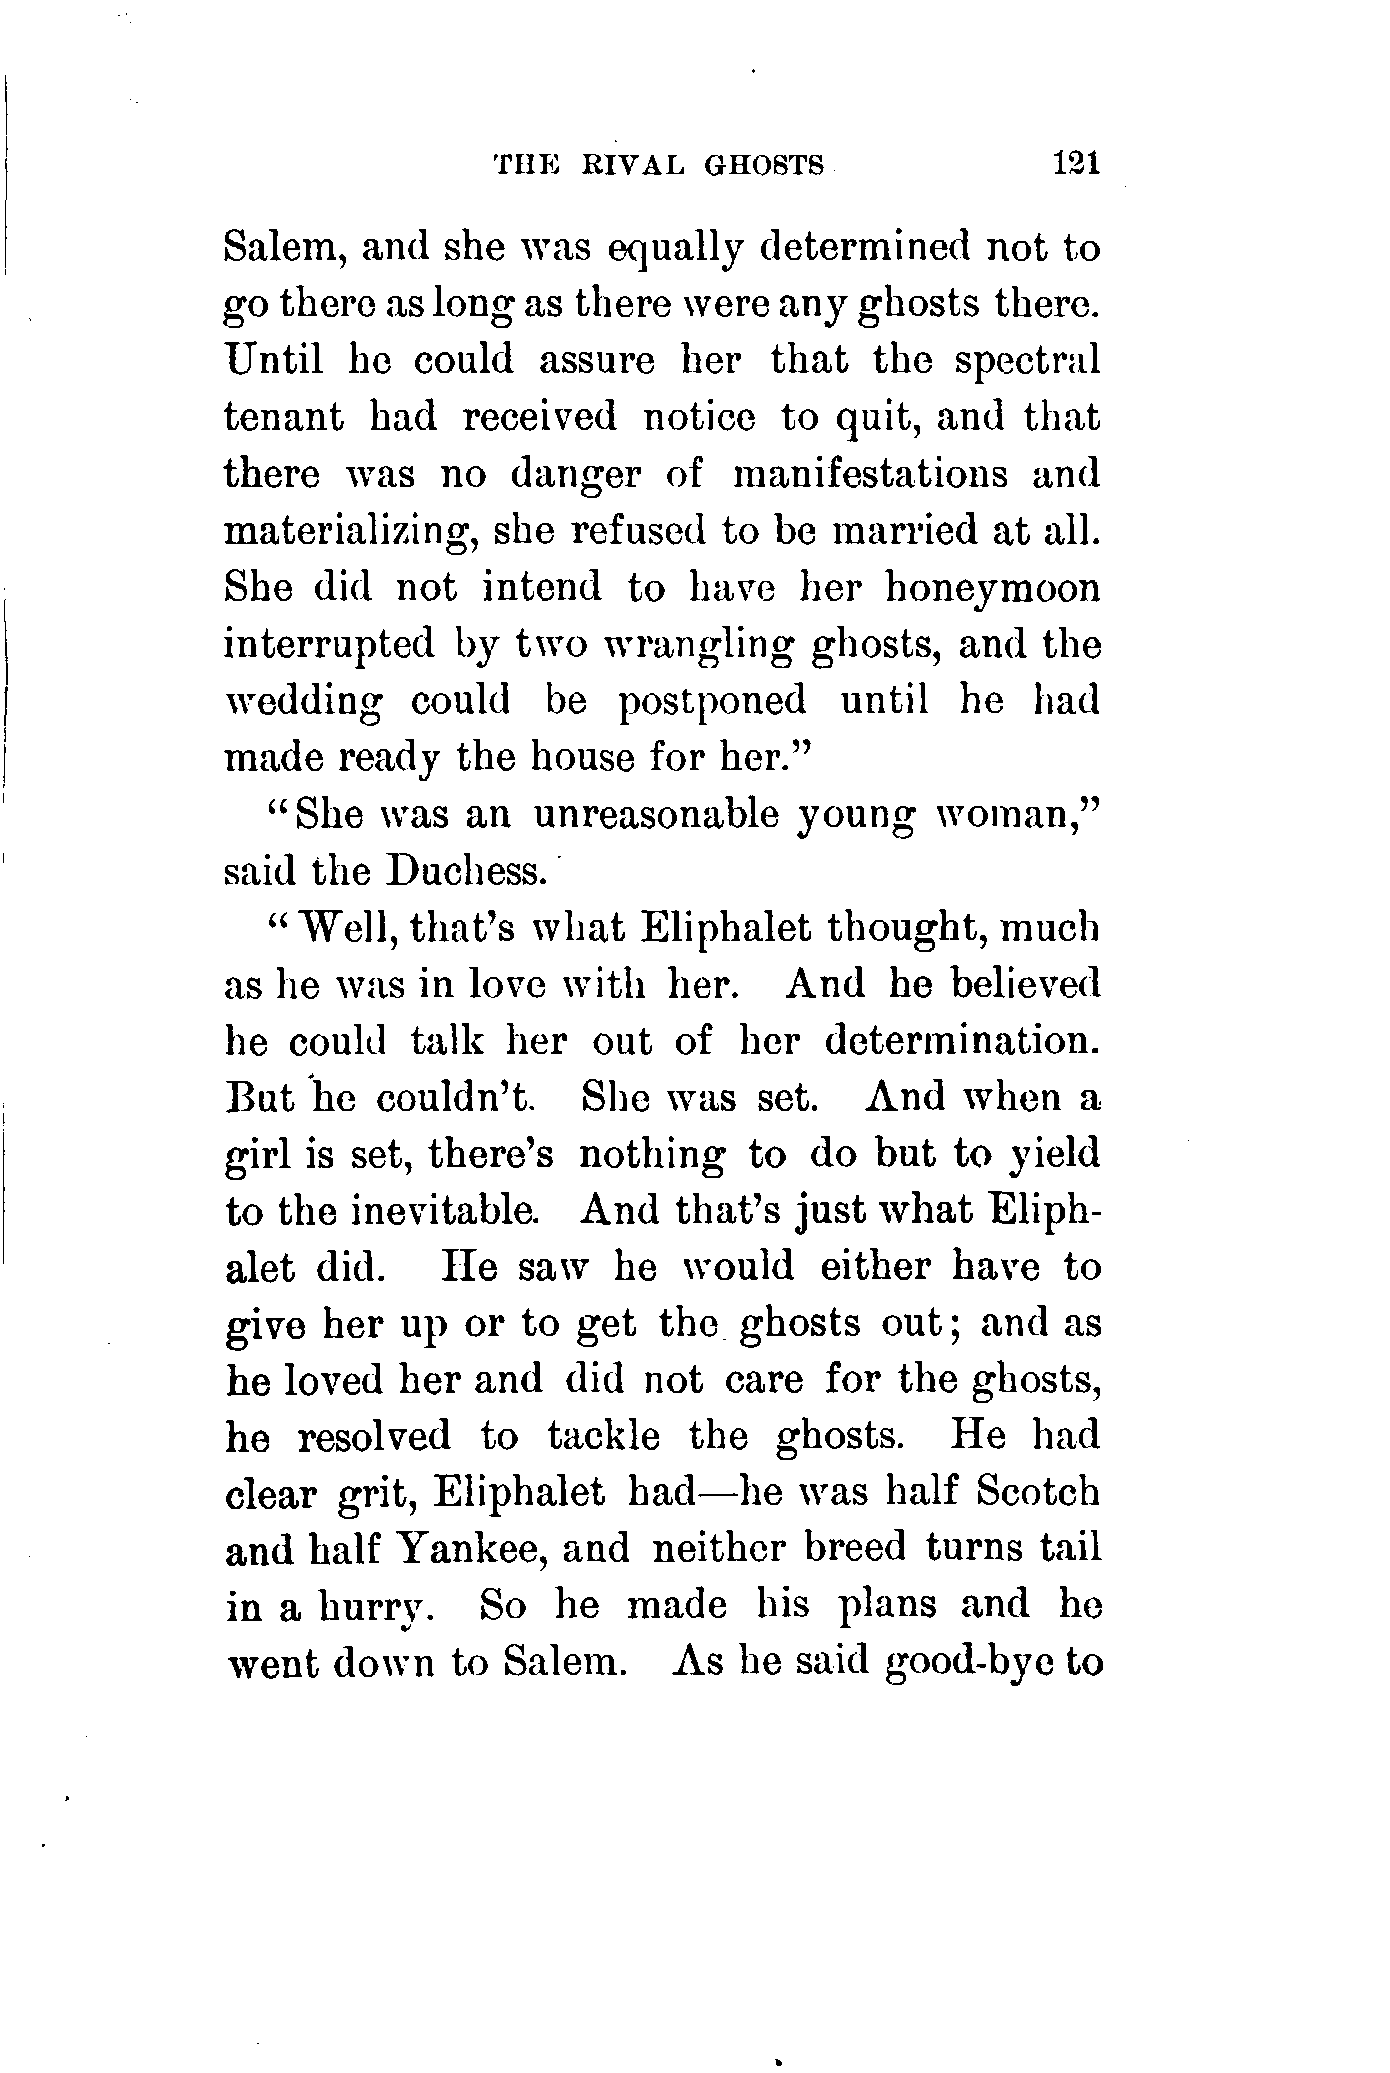 THE RIVAL GHOSTS 121
Salem, and she was equally determined not to
go there as long as there were any ghosts there.
Until he could assure her that the spectral
tenant had received notice to quit, and that
there was no danger of manifestations and
materializing, she refused to be married at all.
She did not intend to have her honeymoon
interrupted by two wrangling ghosts, and the
wedding could be postponed until he had
made ready the house for her.”
“She was an unreasonable young woman,”
said the Duchess.
“Well, that’s what Eliphalet thought, much
as he was in love with her. And he believed
he could talk her out of her determination.
But he couldn’t. She was set. And when a
girl is set, there’s nothing to do but to yield
to the inevitable. And that’s just what Eliph-
alet did. He saw he would either have to
give her up or to get the ghosts out; and as
he loved her and did not care for the ghosts,
he resolved to tackle the ghosts. He had
clear grit, Eliphalet had—he was half Scotch
and half Yankee, and neither breed turns tail
in a hurry. So he made his plans and he
went down to Salem. As he said good-bye to